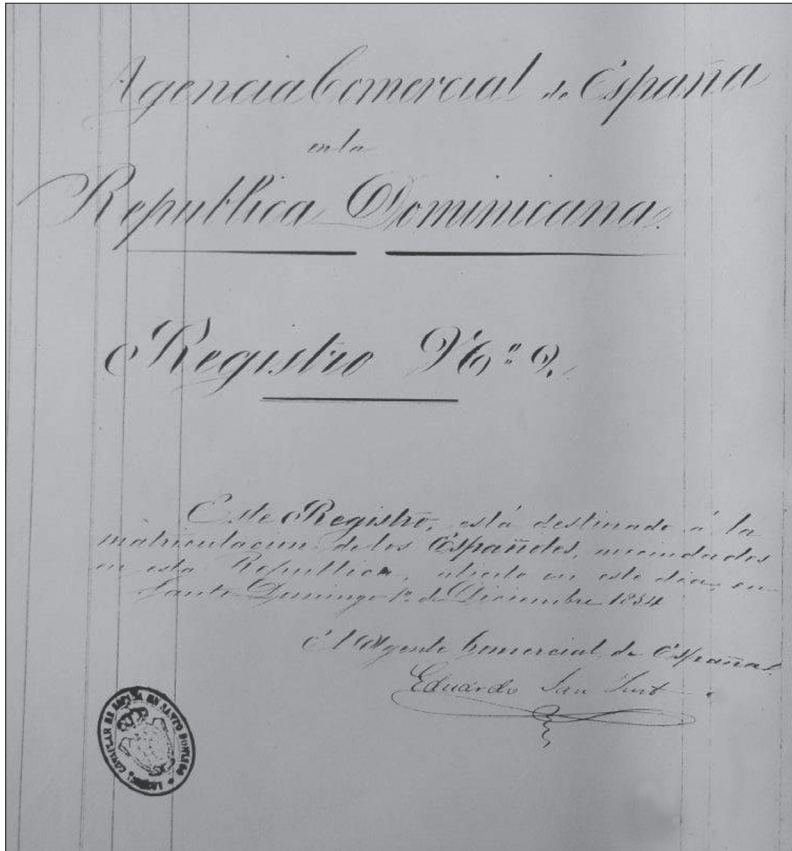 Agencia Comercial de España
en la
Republica Dominicana.
Registro No. 2.
Este Registro, está destinado á la
matriculacion de los Españoles, avecindados
en esta Republica, abierto en este dia, en
Santo Domingo 1º de Diciembre 1854
El Agente Comercial de España
Eduardo San Just